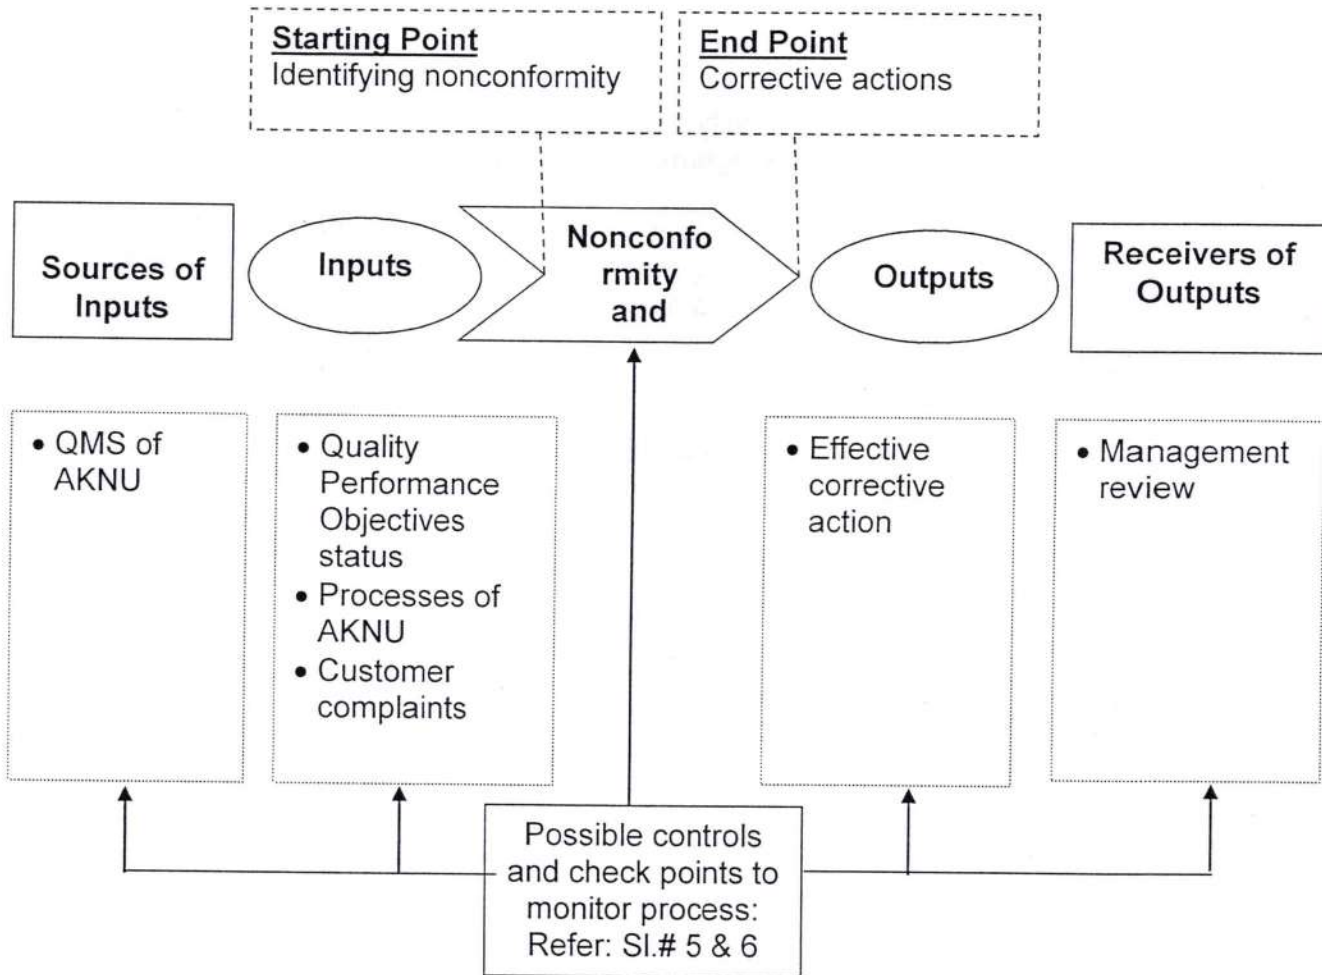 Starting Point
Identifying nonconformity
End Point
Corrective actions
Sources of
Inputs
Inputs
Nonconfo
rmity
and
Outputs
Receivers of
Outputs
• QMS of
AKNU
• Quality
Performance
Objectives
status
• Processes of
AKNU
• Customer
complaints
• Effective
corrective
action
• Management
review
Possible controls
and check points to
monitor process:
Refer: Sl.# 5 & 6